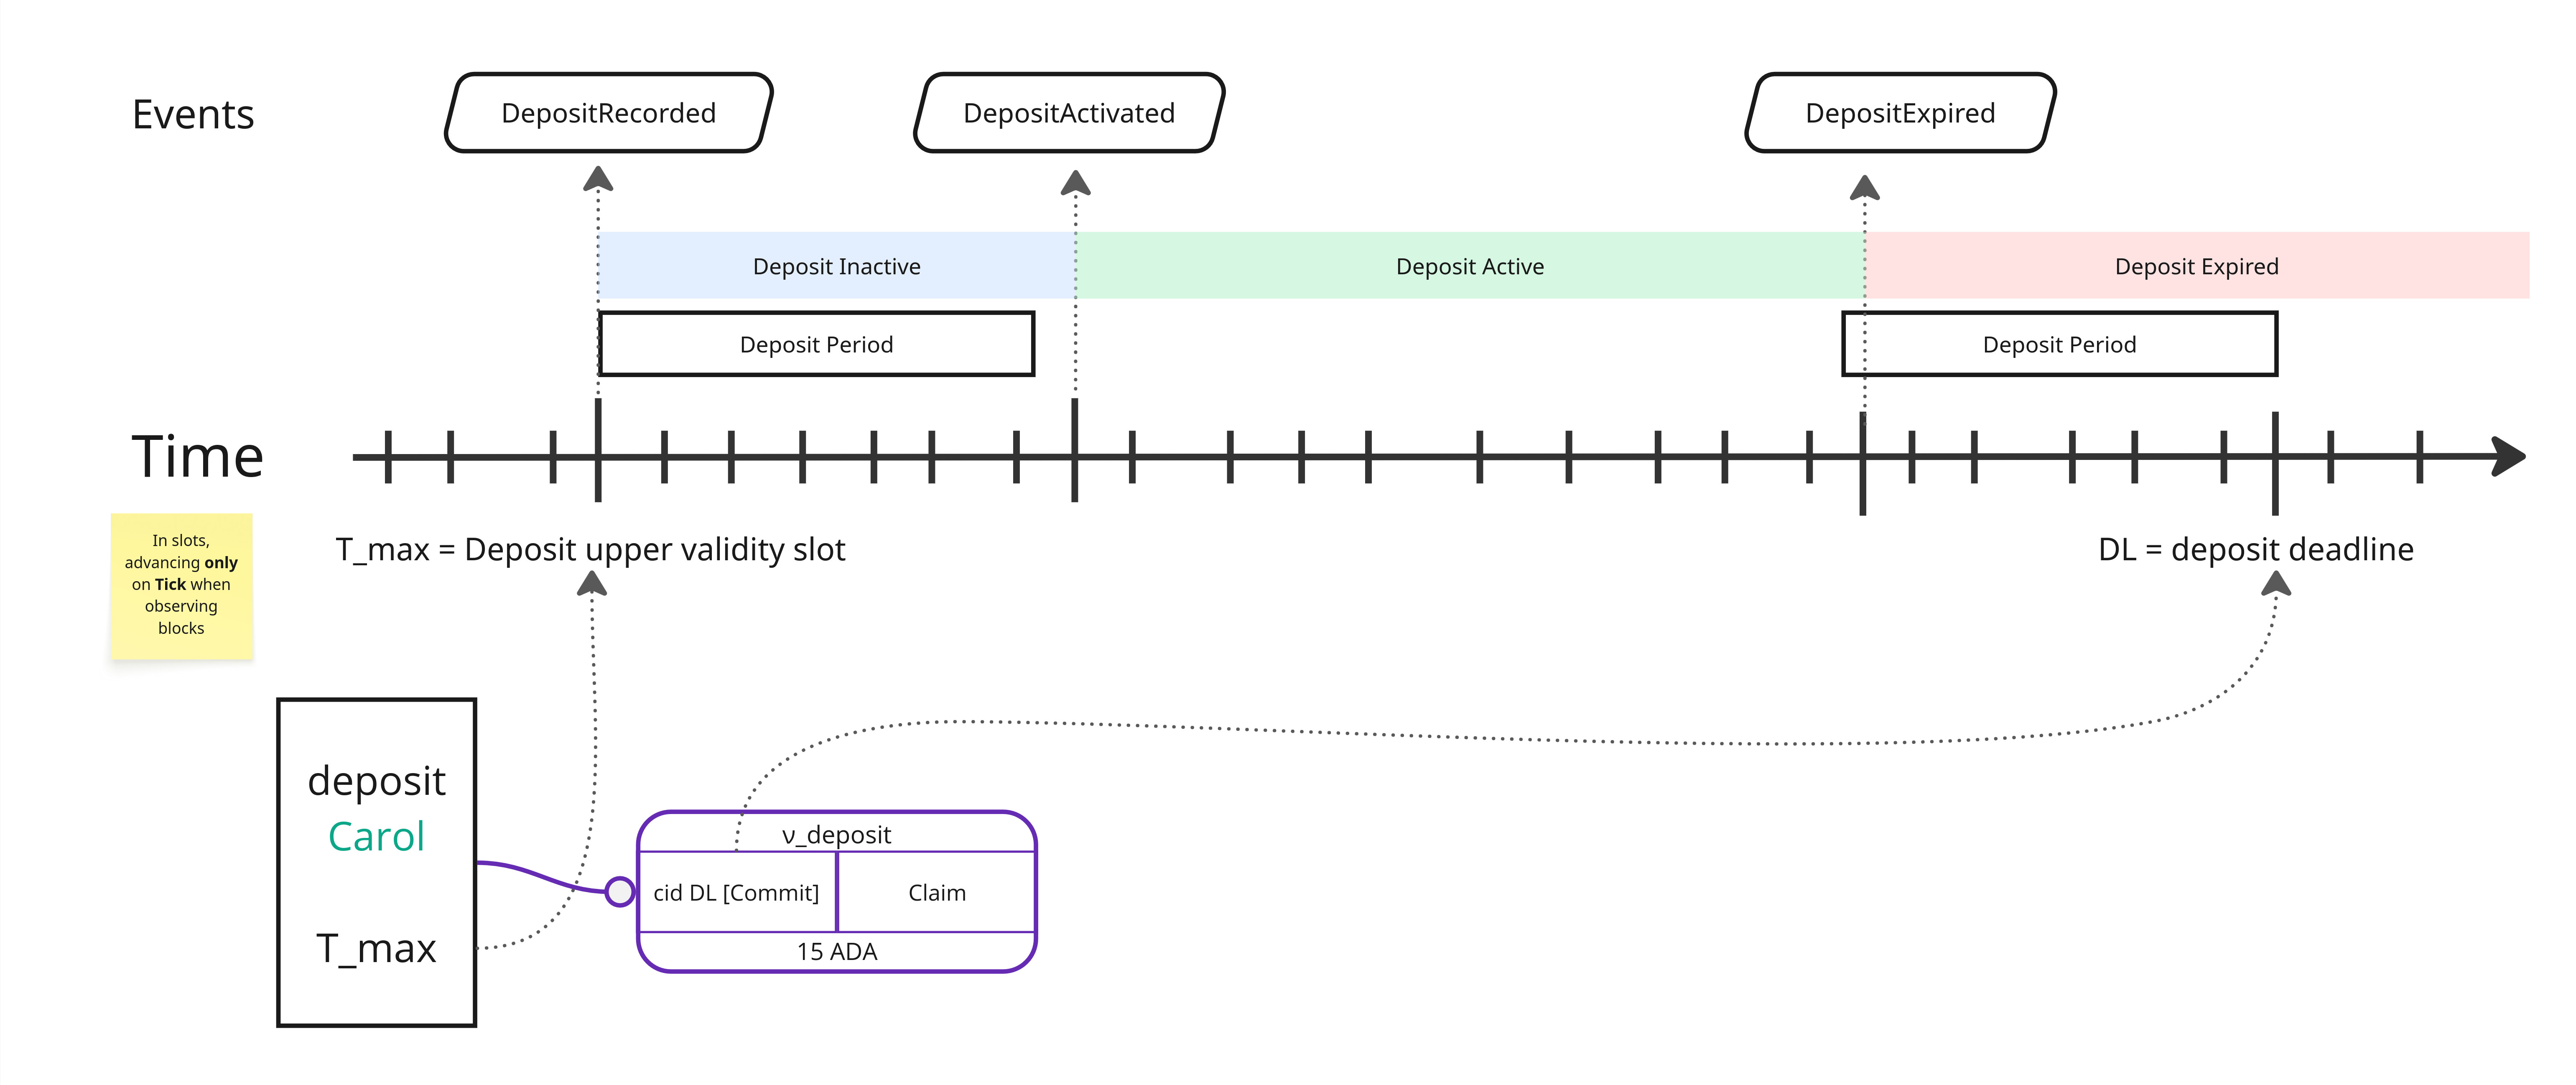 Events
DepositRecorded
DepositActivated
DepositExpired
Deposit Inactive
Deposit Active
Deposit Expired
Deposit Period
Deposit Period
Time
T_max = Deposit upper validity slot
DL = deposit deadline
In slots,
advancing only
on Tick when
observing
blocks
deposit
Carol
T_max
ν_deposit
cid DL [Commit]
Claim
15 ADA